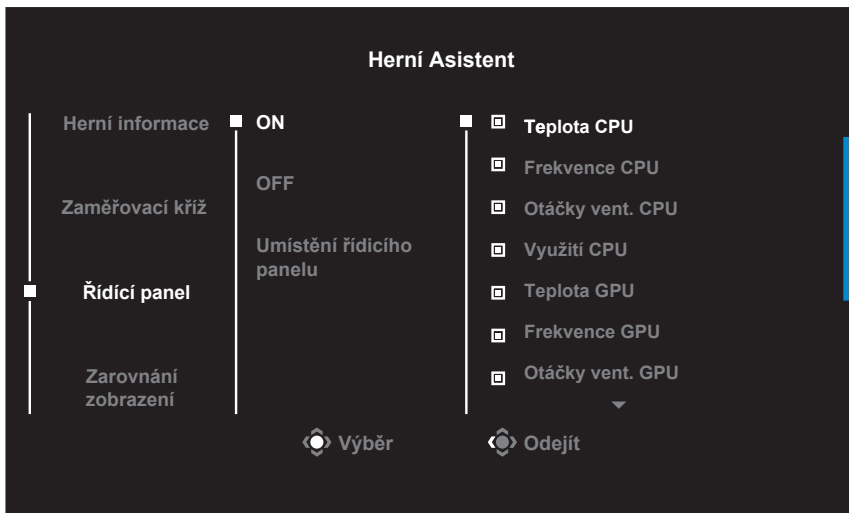 Herní Asistent
Herní informace
Zaměřovací kříž
Řídící panel
Zarovnání
zobrazení
ON
OFF
Umístění řídicího
panelu
Teplota CPU
Frekvence CPU
Otáčky vent. CPU
Využití CPU
Teplota GPU
Frekvence GPU
Otáčky vent. GPU
Výběr
Odejít